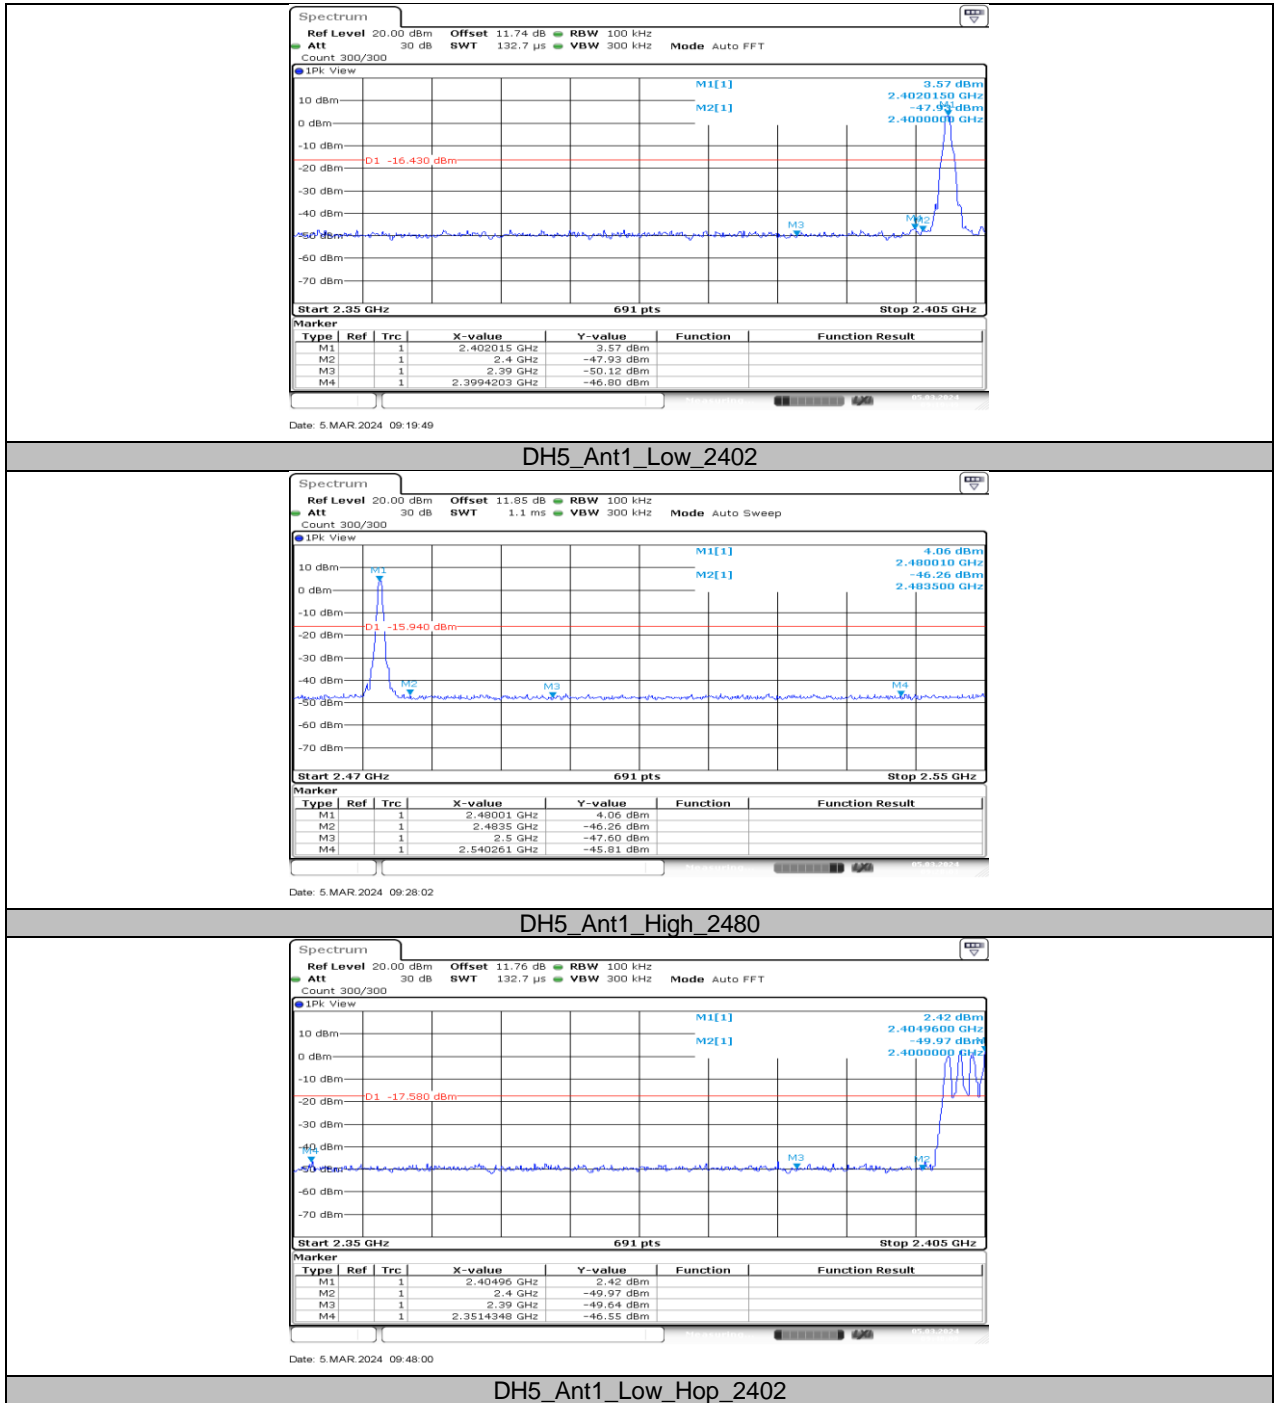 Spectrum
Ref Level 20.00 dBm Offset 11.74 dB RBW 100 kHz
Att 30 dB SWT 132.7 µs VBW 300 kHz Mode Auto FFT
Count 300/300
1Pk View
M1[1] 3.57 dBm
2.4020150 GHz
M2[1] -47.93 dBm
2.4000000 GHz
M1
10 dBm
0 dBm
-10 dBm
D1 -16.430 dBm
-20 dBm
-30 dBm
-40 dBm
M3 M4 M2
-50 dBm
-60 dBm
-70 dBm
Start 2.35 GHz 691 pts Stop 2.405 GHz
Marker
Type Ref Trc X-value Y-value Function Function Result
M1 1 2.402015 GHz 3.57 dBm
M2 1 2.4 GHz -47.93 dBm
M3 1 2.39 GHz -50.12 dBm
M4 1 2.3994203 GHz -46.80 dBm
05.03.2024
Date: 5.MAR.2024 09:19:49
DH5_Ant1_Low_2402
Spectrum
Ref Level 20.00 dBm Offset 11.85 dB RBW 100 kHz
Att 30 dB SWT 1.1 ms VBW 300 kHz Mode Auto Sweep
Count 300/300
1Pk View
M1[1] 4.06 dBm
2.480010 GHz
M2[1] -46.26 dBm
2.483500 GHz
10 dBm
M1
0 dBm
-10 dBm
D1 -15.940 dBm
-20 dBm
-30 dBm
-40 dBm
M2 M3 M4
-50 dBm
-60 dBm
-70 dBm
Start 2.47 GHz 691 pts Stop 2.55 GHz
Marker
Type Ref Trc X-value Y-value Function Function Result
M1 1 2.48001 GHz 4.06 dBm
M2 1 2.4835 GHz -46.26 dBm
M3 1 2.5 GHz -47.60 dBm
M4 1 2.540261 GHz -45.81 dBm
05.03.2024
Date: 5.MAR.2024 09:28:02
DH5_Ant1_High_2480
Spectrum
Ref Level 20.00 dBm Offset 11.76 dB RBW 100 kHz
Att 30 dB SWT 132.7 µs VBW 300 kHz Mode Auto FFT
Count 300/300
1Pk View
M1[1] 2.42 dBm
2.4049600 GHz
M2[1] -49.97 dBm
2.4000000 GHz
10 dBm
0 dBm
-10 dBm
D1 -17.580 dBm
-20 dBm
-30 dBm
-40 dBm
M4 M3 M2
-50 dBm
-60 dBm
-70 dBm
Start 2.35 GHz 691 pts Stop 2.405 GHz
Marker
Type Ref Trc X-value Y-value Function Function Result
M1 1 2.40496 GHz 2.42 dBm
M2 1 2.4 GHz -49.97 dBm
M3 1 2.39 GHz -49.64 dBm
M4 1 2.3514348 GHz -46.55 dBm
05.03.2024
Date: 5.MAR.2024 09:48:00
DH5_Ant1_Low_Hop_2402